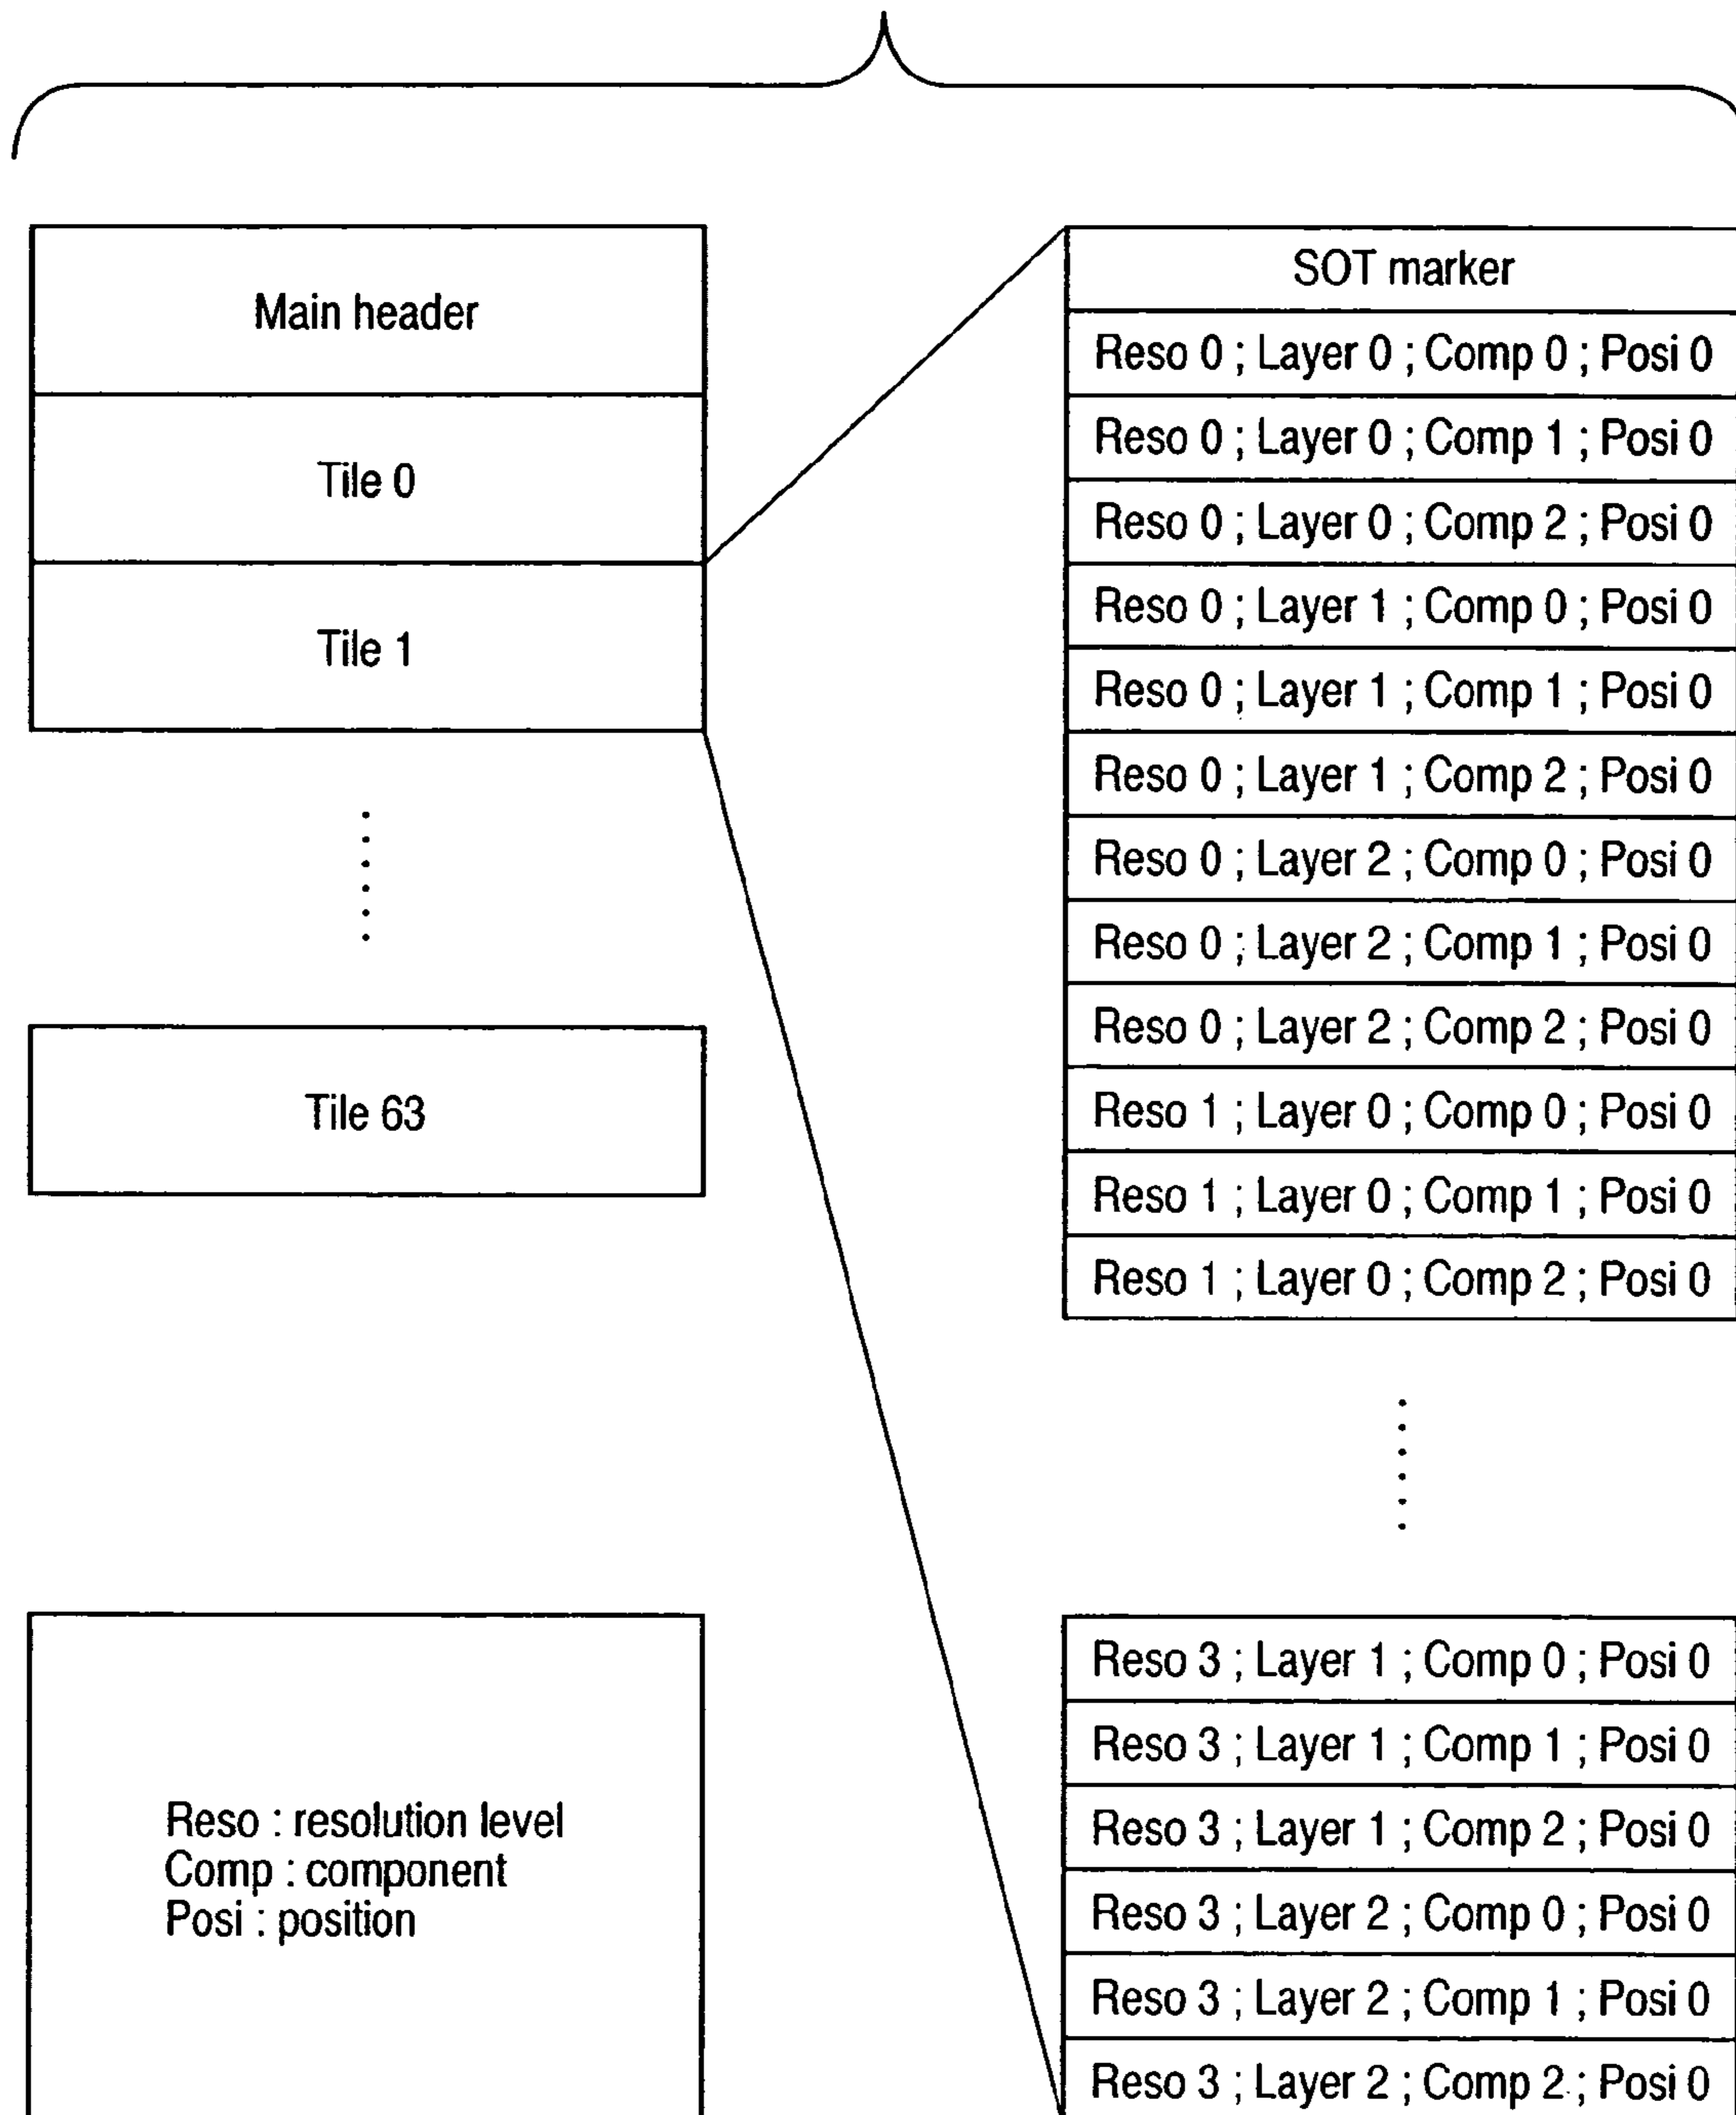 Main header
Tile 0
Tile 1
Tile 63
Reso : resolution level
Comp : component
Posi : position
SOT marker
Reso 0 ; Layer 0 ; Comp 0 ; Posi 0
Reso 0 ; Layer 0 ; Comp 1 ; Posi 0
Reso 0 ; Layer 0 ; Comp 2 ; Posi 0
Reso 0 ; Layer 1 ; Comp 0 ; Posi 0
Reso 0 ; Layer 1 ; Comp 1 ; Posi 0
Reso 0 ; Layer 1 ; Comp 2 ; Posi 0
Reso 0 ; Layer 2 ; Comp 0 ; Posi 0
Reso 0 ; Layer 2 ; Comp 1 ; Posi 0
Reso 0 ; Layer 2 ; Comp 2 ; Posi 0
Reso 1 ; Layer 0 ; Comp 0 ; Posi 0
Reso 1 ; Layer 0 ; Comp 1 ; Posi 0
Reso 1 ; Layer 0 ; Comp 2 ; Posi 0
Reso 3 ; Layer 1 ; Comp 0 ; Posi 0
Reso 3 ; Layer 1 ; Comp 1 ; Posi 0
Reso 3 ; Layer 1 ; Comp 2 ; Posi 0
Reso 3 ; Layer 2 ; Comp 0 ; Posi 0
Reso 3 ; Layer 2 ; Comp 1 ; Posi 0
Reso 3 ; Layer 2 ; Comp 2 ; Posi 0